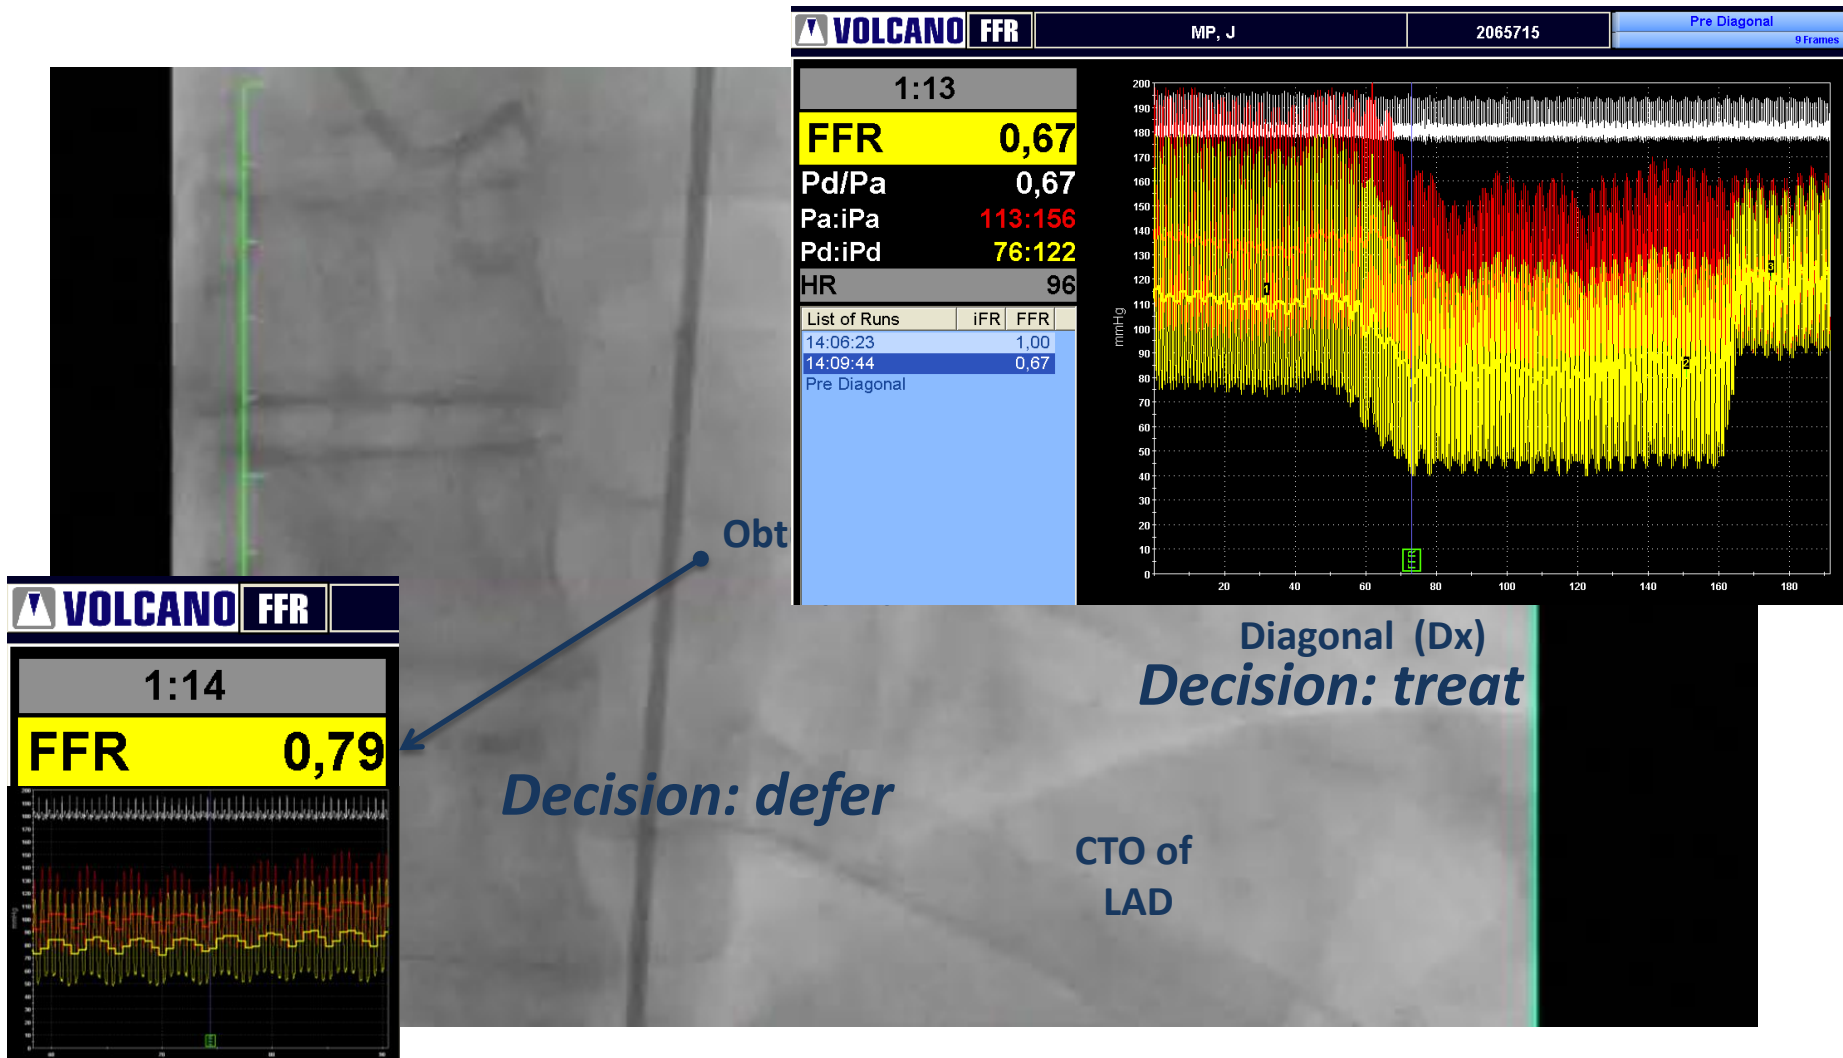 VOLCANO FFR MP, J 2065715 Pre Diagonal
9 Frames
1:13
FFR 0,67
Pd/Pa 0,67
Pa:iPa 113:156
Pd:iPd 76:122
HR 96
List of Runs iFR FFR
14:06:23 1,00
14:09:44 0,67
Pre Diagonal
200
190
180
170
160
150
140
130
120
110
100
90
80
70
60
50
40
30
20
10
0
mmHg
1
2
3
FFR
20 40 60 80 100 120 140 160 180
Obt
VOLCANO FFR
1:14
FFR 0,79
Diagonal (Dx)
Decision: treat
Decision: defer
CTO of
LAD